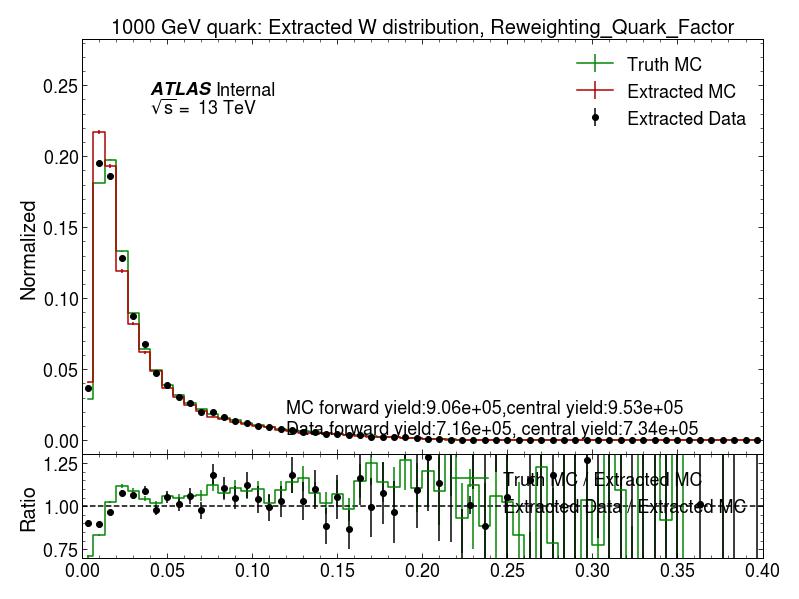 1000 GeV quark: Extracted W distribution, Reweighting_Quark_Factor
ATLAS Internal
√s = 13 TeV
Truth MC
Extracted MC
Extracted Data
Normalized
0.25
0.20
0.15
0.10
0.05
0.00
MC forward yield:9.06e+05,central yield:9.53e+05
Data forward yield:7.16e+05, central yield:7.34e+05
Ratio
1.25
1.00
0.75
Truth MC / Extracted MC
Extracted Data / Extracted MC
0.00 0.05 0.10 0.15 0.20 0.25 0.30 0.35 0.40